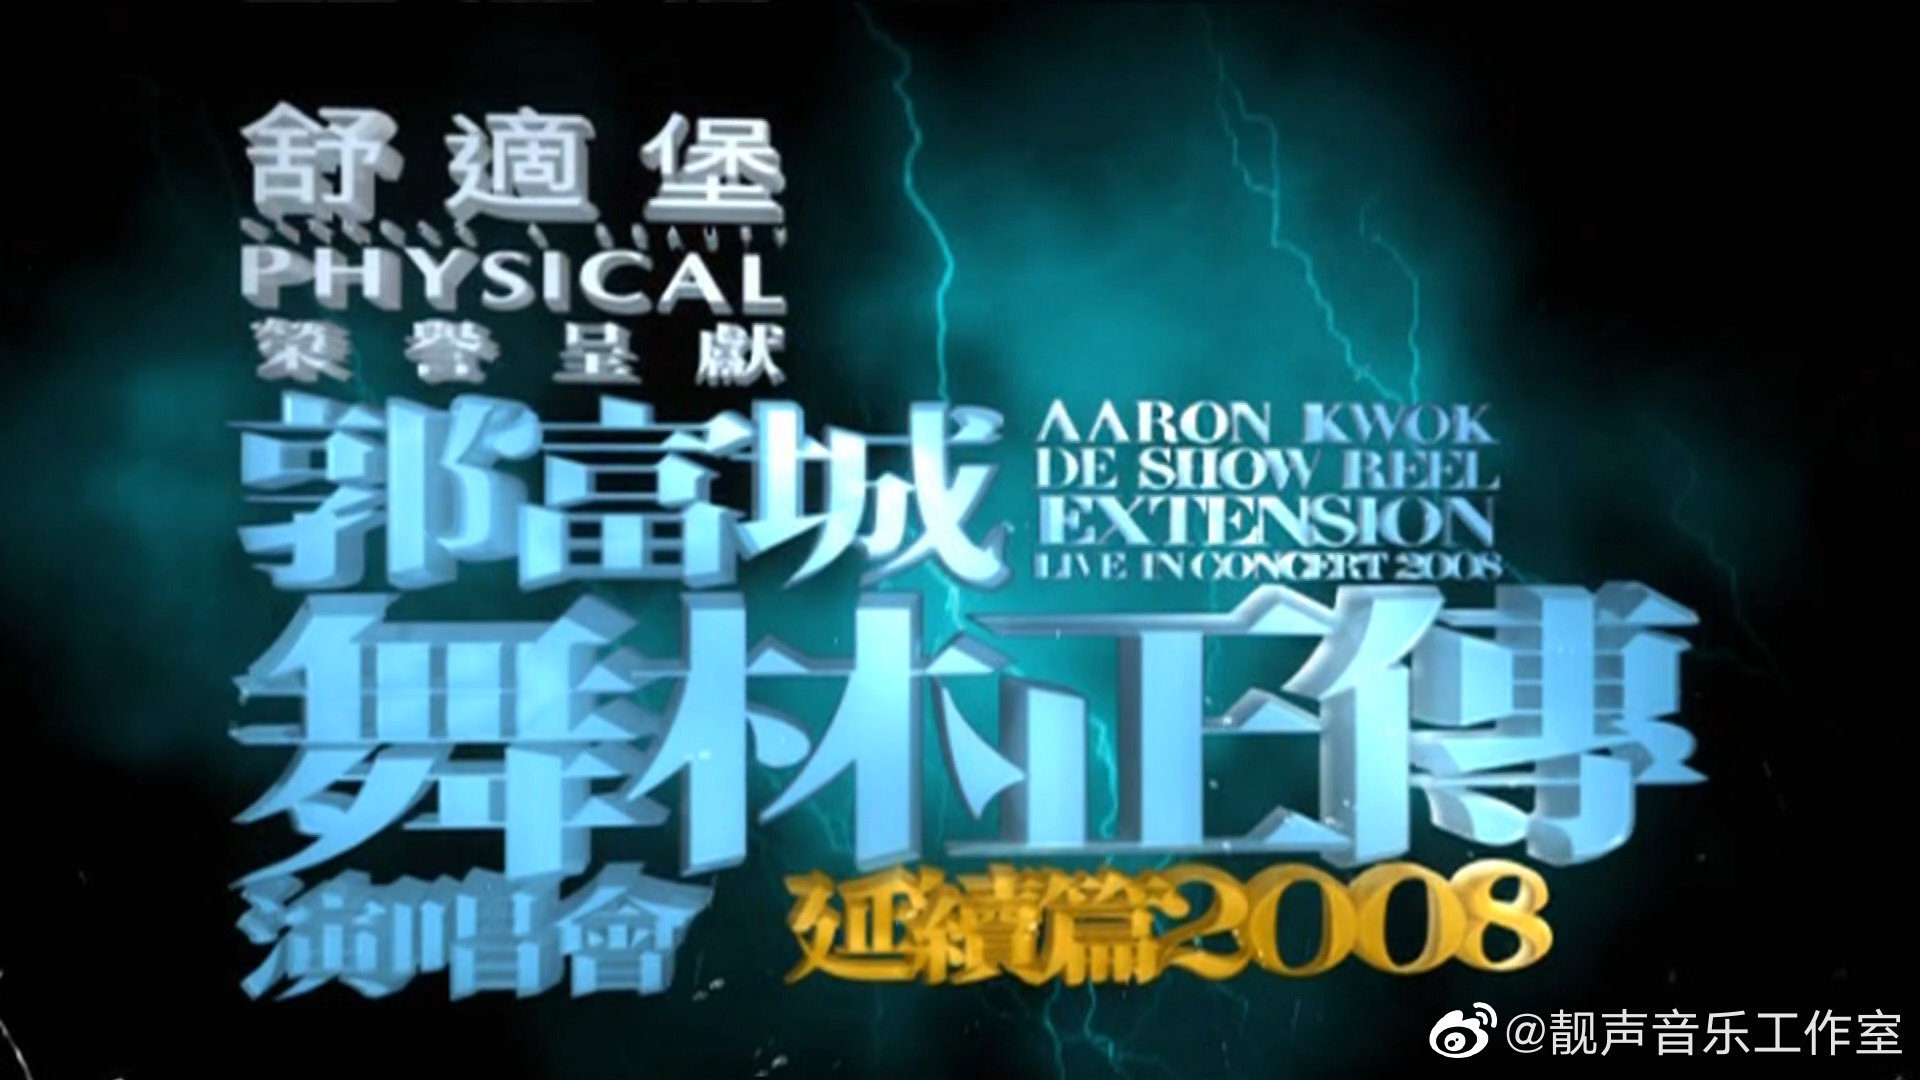 舒適堡
PHYSICAL
榮譽呈獻
郭富城
AARON KWOK
DE SHOW REEL
EXTENSION
LIVE IN CONCERT 2008
舞林正傳
演唱會 延續篇2008
@靓声音乐工作室